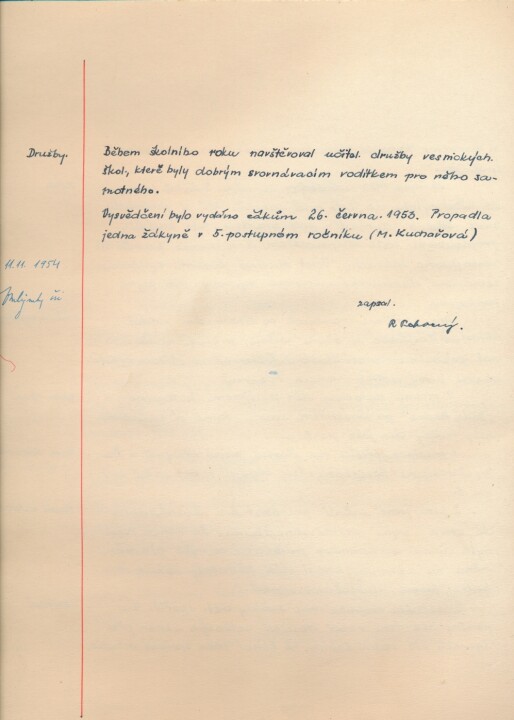 Družby.
Během školního roku navštěvoval učitel družby vesnických
škol, které byly dobrým srovnávacím vodítkem pro něho sa-
motného.
Vysvědčení bylo vydáno žákům 26. června. 1953. Propadla
jedna žákyně v 5. postupném ročníku (M. Kuchařová)
11.11. 1954
zapsal.
R.